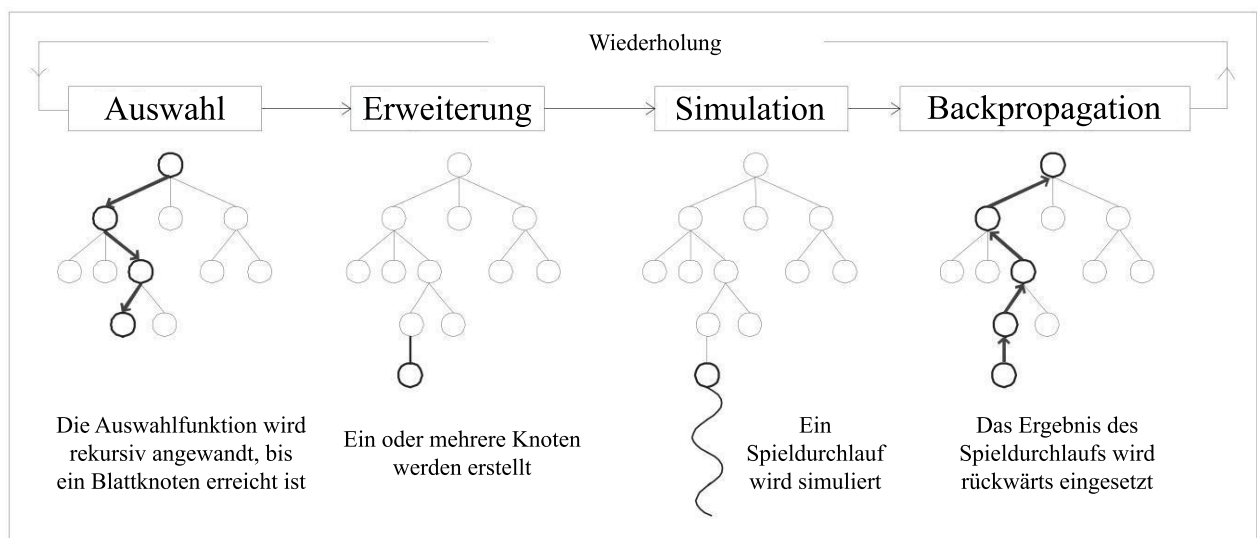 Wiederholung
Auswahl
Erweiterung
Simulation
Backpropagation
Die Auswahlfunktion wird
rekursiv angewandt, bis
ein Blattknoten erreicht ist
Ein oder mehrere Knoten
werden erstellt
Ein
Spieldurchlauf
wird simuliert
Das Ergebnis des
Spieldurchlaufs wird
rückwärts eingesetzt